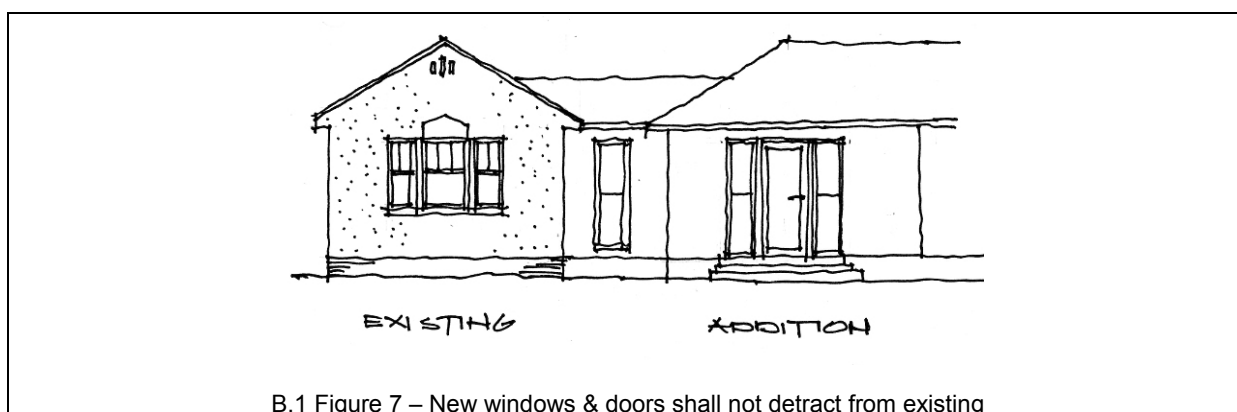 EXISTING ADDITION
B.1 Figure 7 – New windows & doors shall not detract from existing